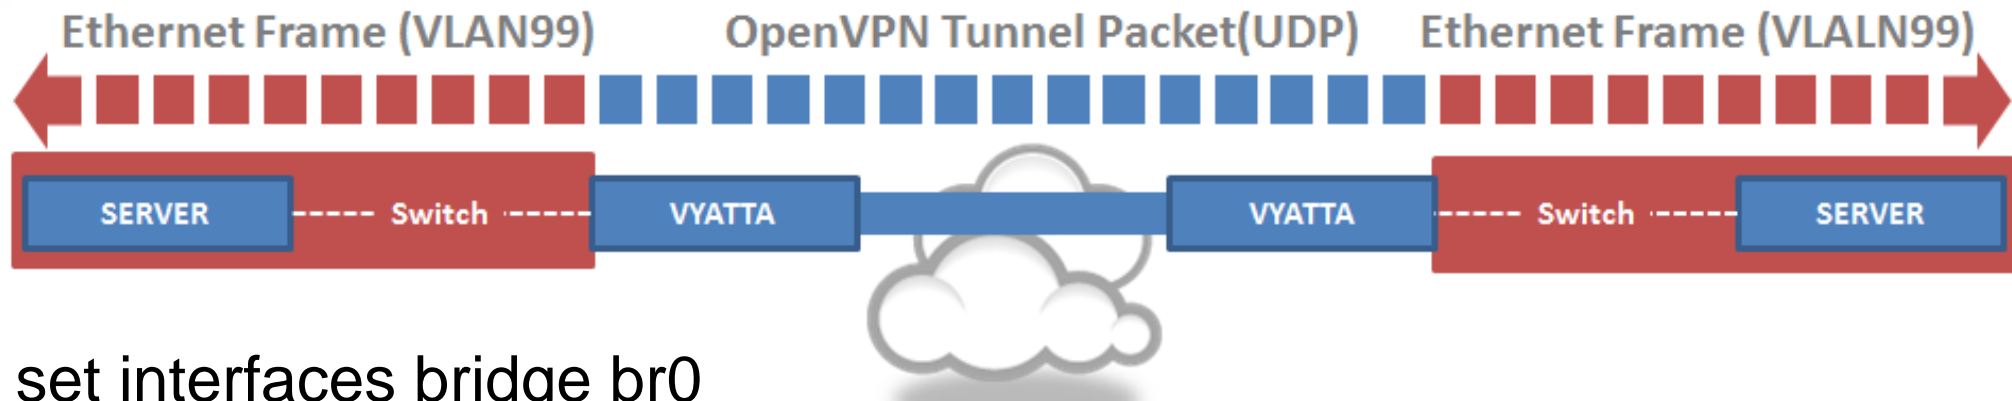 Ethernet Frame (VLAN99) OpenVPN Tunnel Packet(UDP) Ethernet Frame (VLALN99)
SERVER ----- Switch ----- VYATTA VYATTA ----- Switch ----- SERVER
set interfaces bridge br0